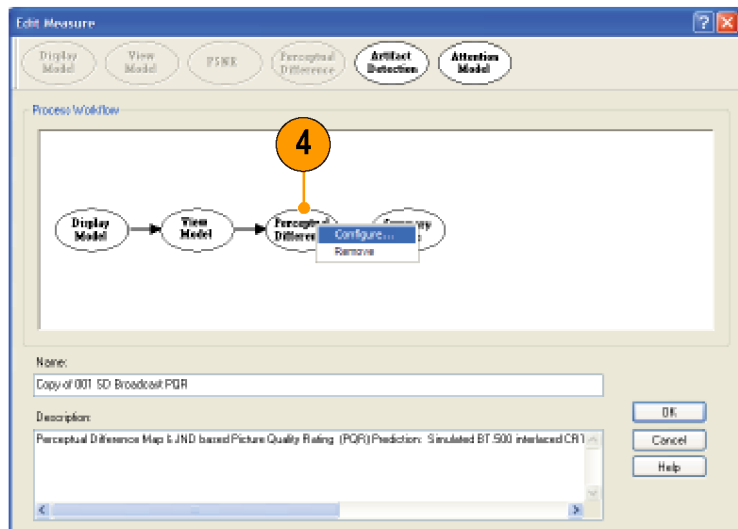 Edit Measure
Display Model
View Model
PSNR
Perceptual Difference
Artifact Detection
Attention Model
Process Workflow
4
Display Model
View Model
Perceptual
Configure...
Remove
Name:
Copy of 001 SD Broadcast PQR
Description:
Perceptual Difference Map & JND based Picture Quality Rating (PQR) Prediction: Simulated BT.500 interlaced CRT
OK
Cancel
Help